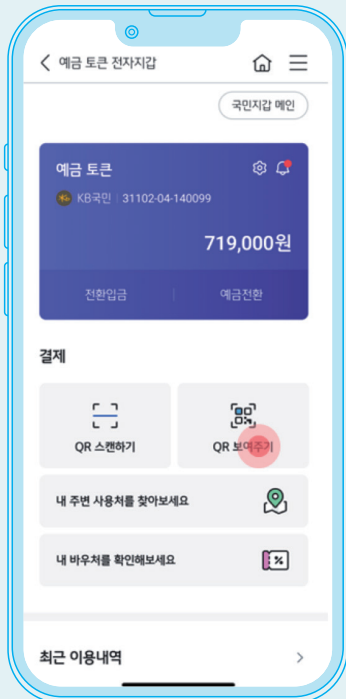 예금 토큰 전자지갑
국민지갑 메인
예금 토큰
KB국민 31102-04-140099
719,000원
전환입금 예금전환
결제
QR 스캔하기 QR 보여주기
내 주변 사용처를 찾아보세요
내 바우처를 확인해보세요
최근 이용내역